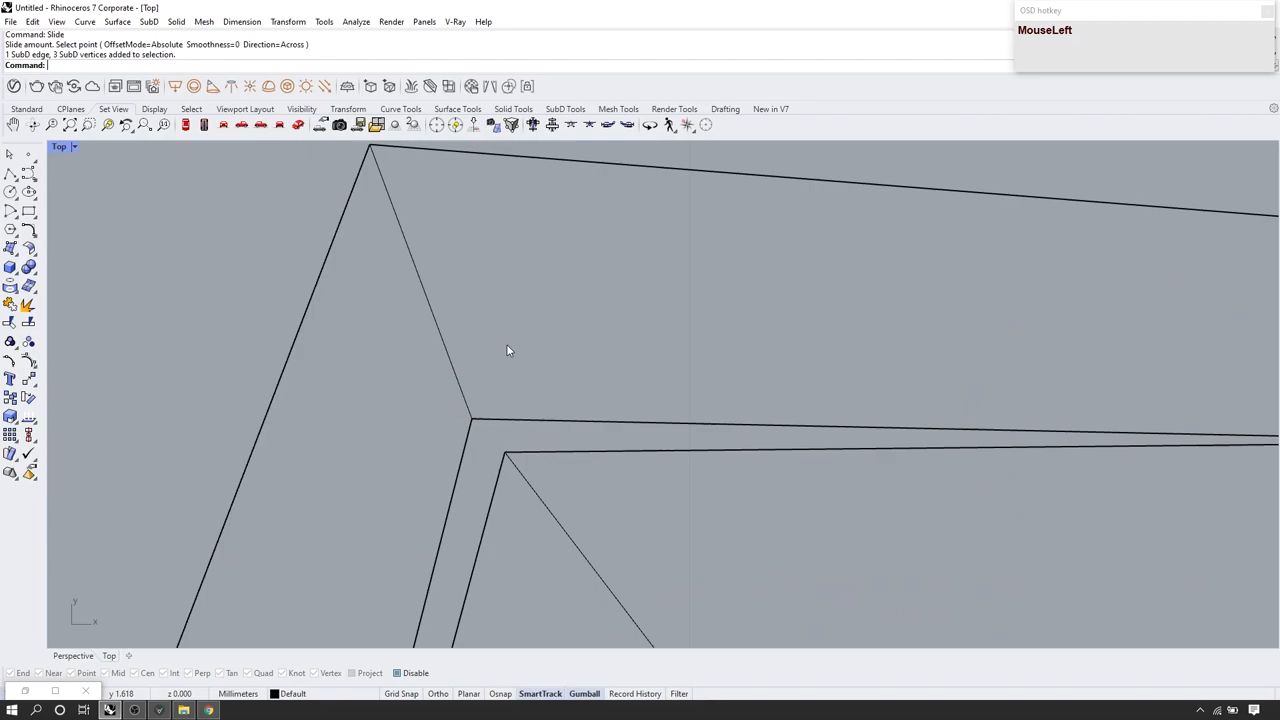 Untitled - Rhinoceros 7 Corporate - [Top]
OSD hotkey
MouseLeft
File Edit View Curve Surface SubD Solid Mesh Dimension Transform Tools Analyze Render Panels V-Ray Help
Command: Slide
Slide amount. Select point ( OffsetMode=Absolute Smoothness=0 Direction=Across )
1 SubD edge, 3 SubD vertices added to selection.
Command:
Standard CPlanes Set View Display Select Viewport Layout Visibility Transform Curve Tools Surface Tools Solid Tools SubD Tools Mesh Tools Render Tools Drafting New in V7
Top
y
x
Perspective Top
End Near Point Mid Cen Int Perp Tan Quad Knot Vertex Project Disable
y 1.618 z 0.000 Millimeters Default Grid Snap Ortho Planar Osnap SmartTrack Gumball Record History Filter